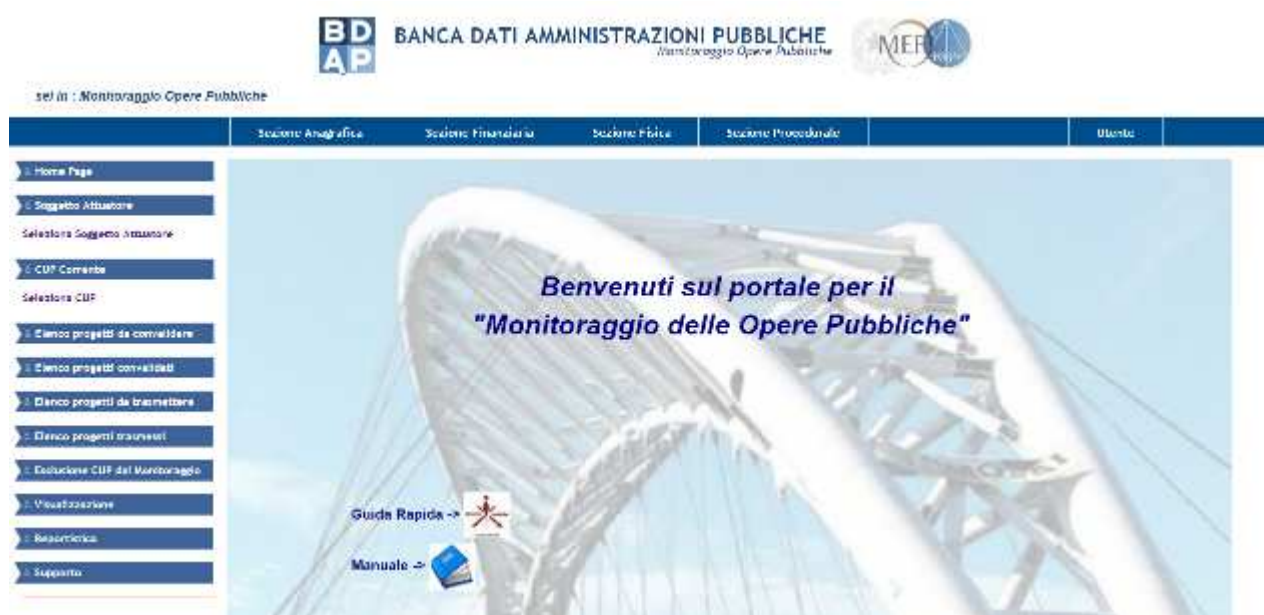 BD
AP
BANCA DATI AMMINISTRAZIONI PUBBLICHE
Monitoraggio Opere Pubbliche
MEF
sei in : Monitoraggio Opere Pubbliche
Sezione Anagrafica Sezione Finanziaria Sezione Fisica Sezione Procedurale Utente
Home Page
Soggetto Attuatore
Seleziona Soggetto Attuatore
CUP Corrente
Seleziona CUP
Elenco progetti da convalidare
Elenco progetti convalidati
Elenco progetti da trasmettere
Elenco progetti trasmessi
Esclusione CUP dal Monitoraggio
Visualizzazione
Reportistica
Supporto
Benvenuti sul portale per il
"Monitoraggio delle Opere Pubbliche"
Guida Rapida ->
Manuale ->